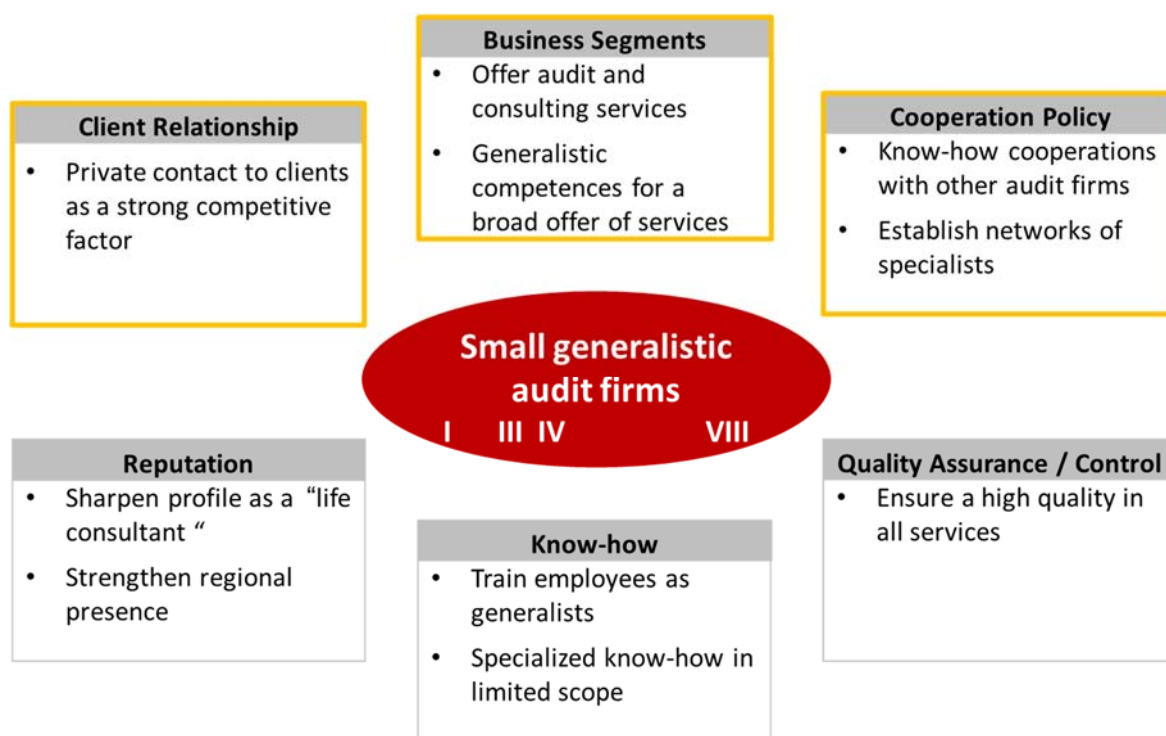 Business Segments
• Offer audit and
consulting services
• Generalistic
competences for a
broad offer of services
Client Relationship
• Private contact to clients
as a strong competitive
factor
Cooperation Policy
• Know-how cooperations
with other audit firms
• Establish networks of
specialists
Small generalistic
audit firms
I III IV VIII
Reputation
• Sharpen profile as a “life
consultant “
• Strengthen regional
presence
Know-how
• Train employees as
generalists
• Specialized know-how in
limited scope
Quality Assurance / Control
• Ensure a high quality in
all services